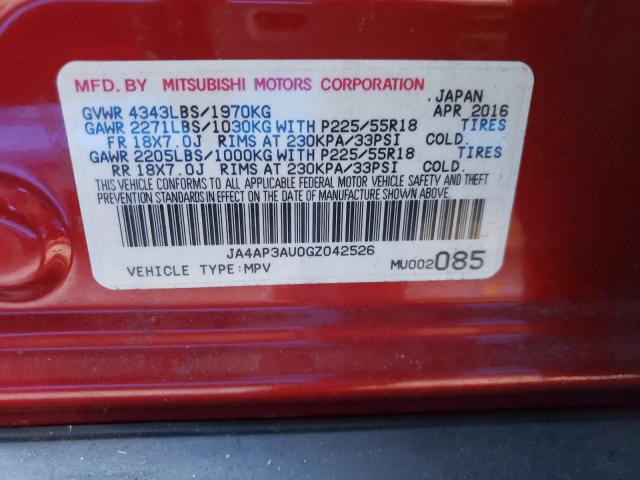 MFD. BY MITSUBISHI MOTORS CORPORATION JAPAN
GVWR 4343LBS/1970KG APR 2016
GAWR 2271LBS/1030KG WITH P225/55R18 TIRES
FR 18X7.0J RIMS AT 230KPA/33PSI COLD.
GAWR 2205LBS/1000KG WITH P225/55R18 TIRES
RR 18X7.0J RIMS AT 230KPA/33PSI COLD.
THIS VEHICLE CONFORMS TO ALL APPLICABLE FEDERAL MOTOR VEHICLE SAFETY AND THEFT
PREVENTION STANDARDS IN EFFECT ON THE DATE OF MANUFACTURE SHOWN ABOVE.
JA4AP3AU0GZ042526
VEHICLE TYPE:MPV MU002085